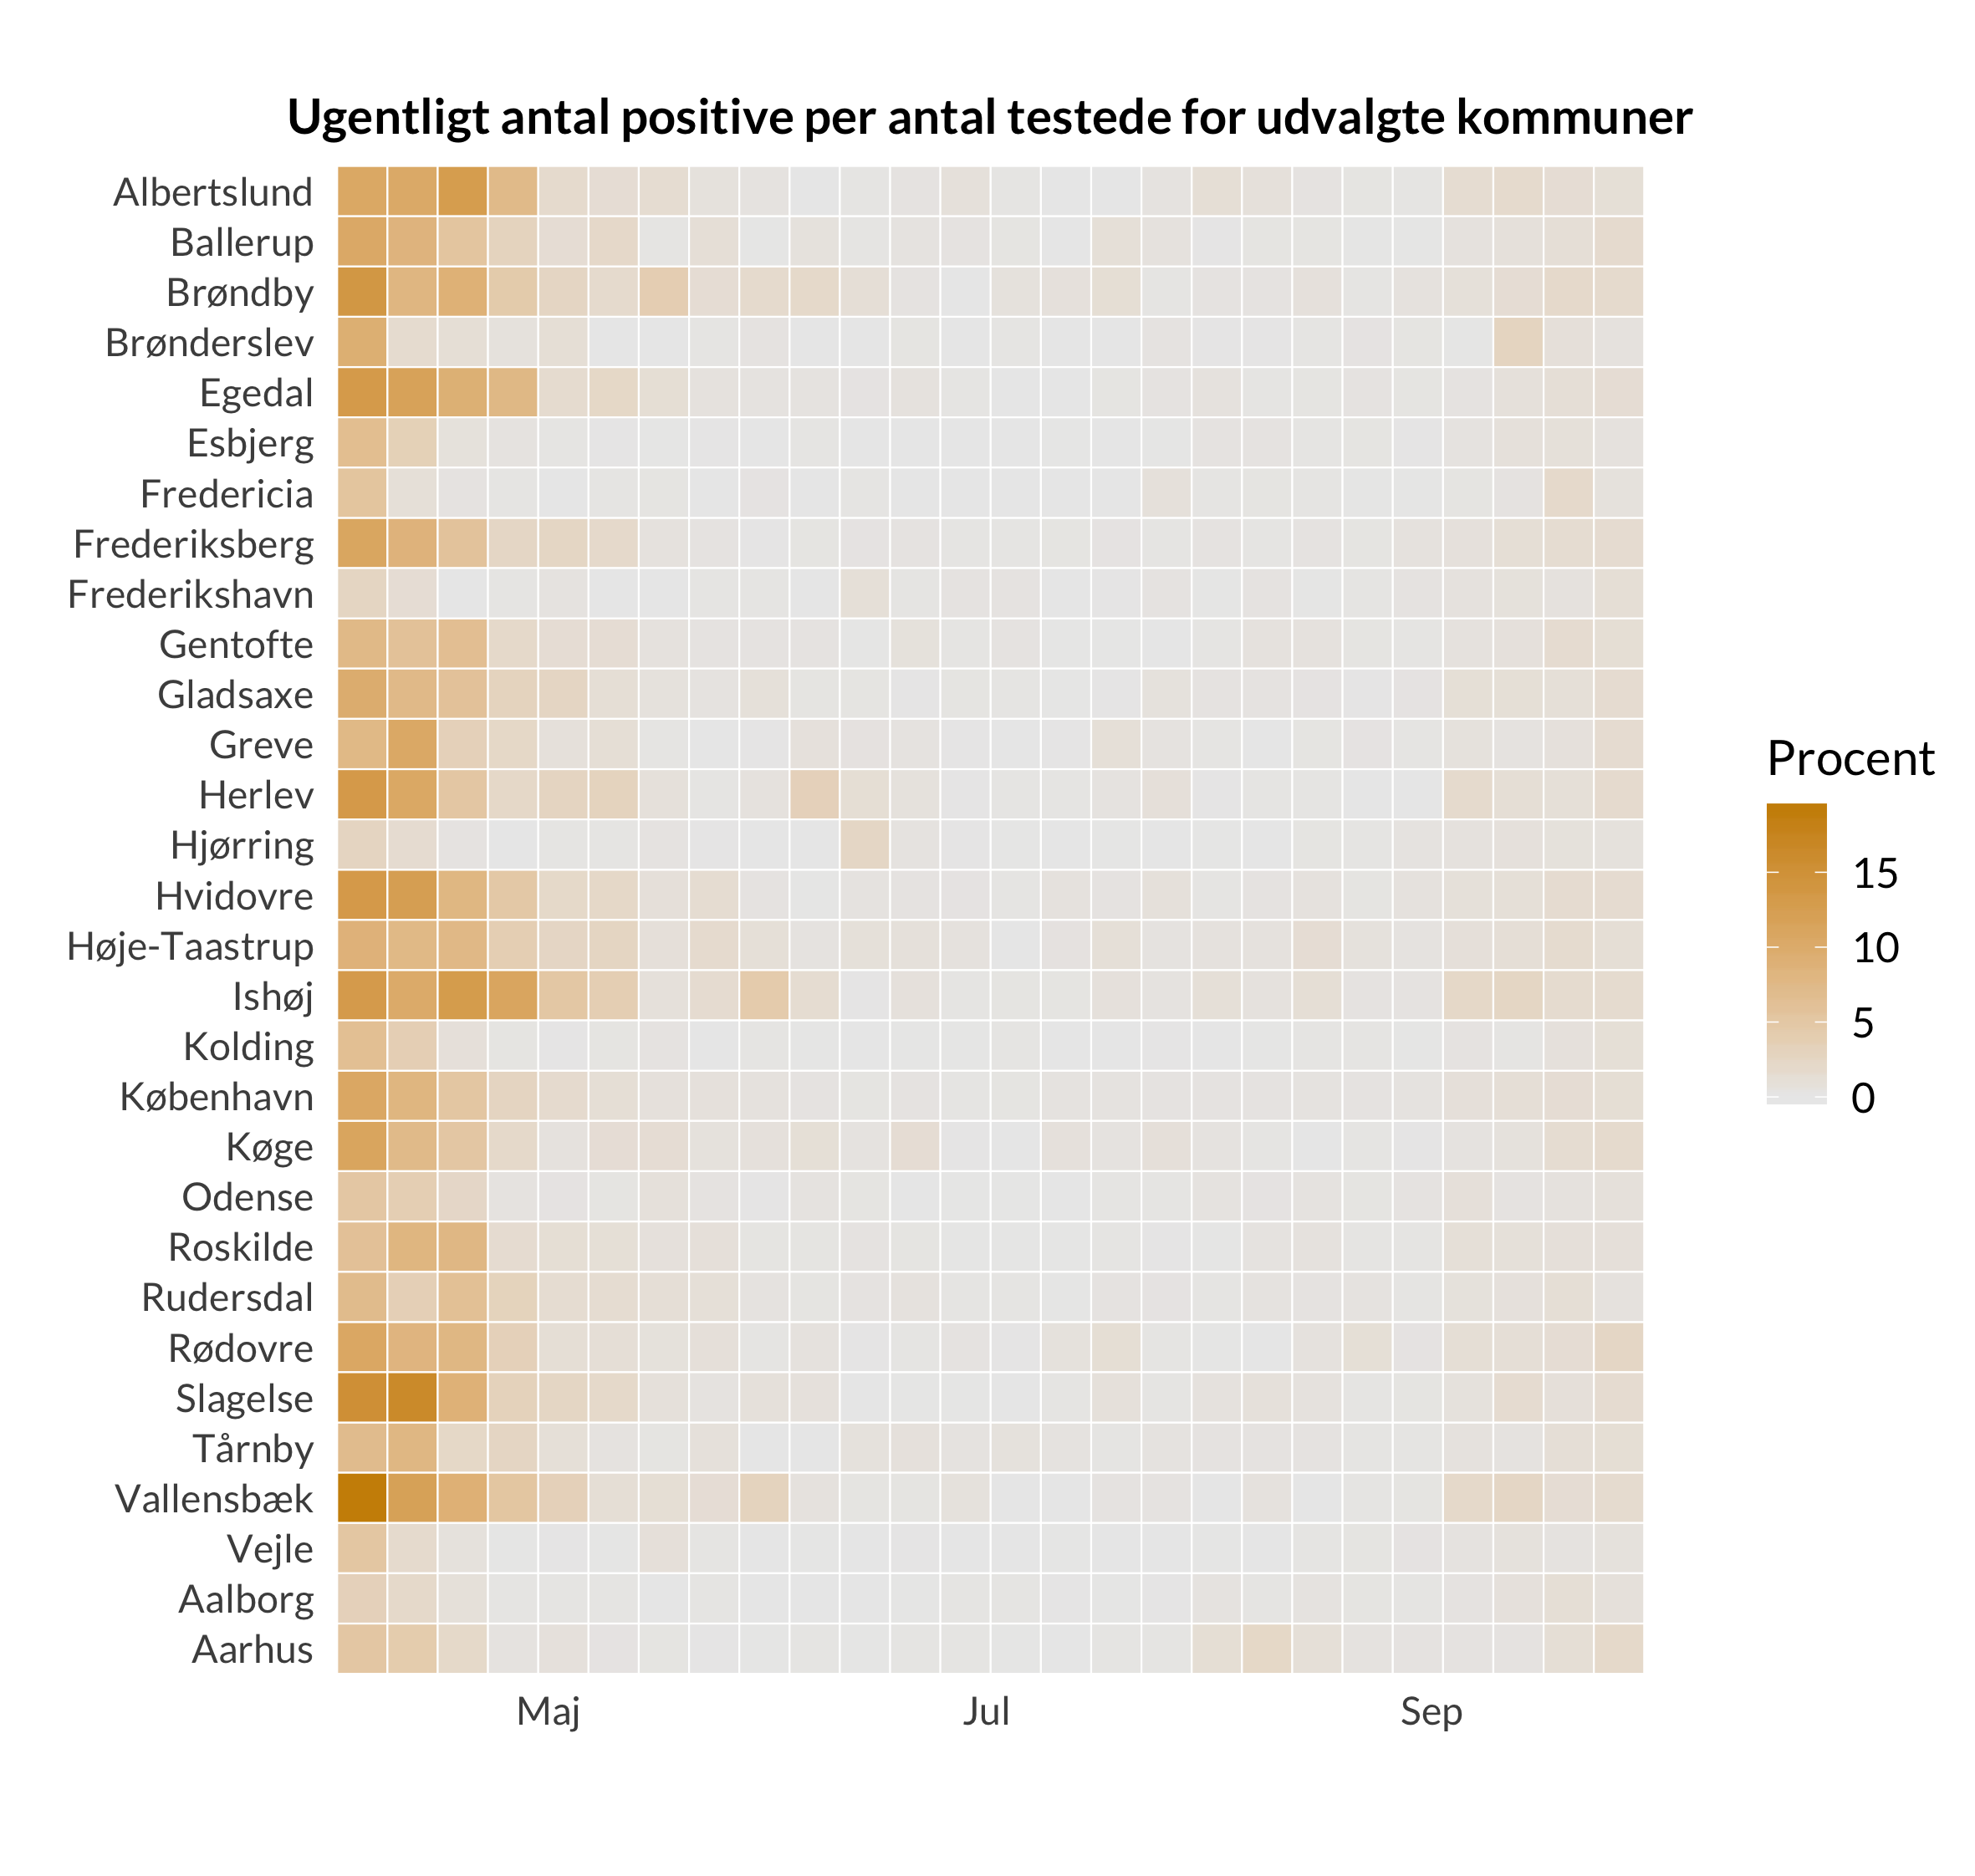 Ugentligt antal positive per antal testede for udvalgte kommuner
Albertslund
Ballerup
Brøndby
Brønderslev
Egedal
Esbjerg
Fredericia
Frederiksberg
Frederikshavn
Gentofte
Gladsaxe
Greve
Herlev
Hjørring
Hvidovre
Høje-Taastrup
Ishøj
Kolding
København
Køge
Odense
Roskilde
Rudersdal
Rødovre
Slagelse
Tårnby
Vallensbæk
Vejle
Aalborg
Aarhus
Maj
Jul
Sep
Procent
15
10
5
0